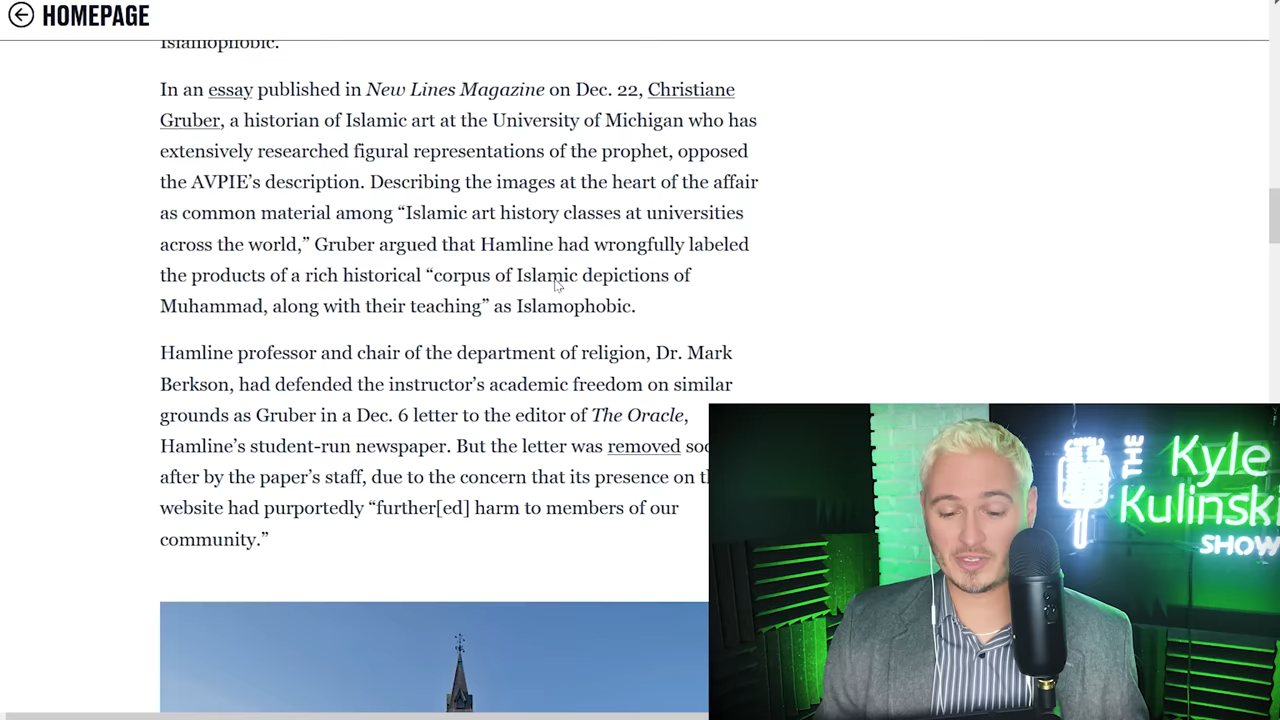 HOMEPAGE
Islamophobic.
In an essay published in New Lines Magazine on Dec. 22, Christiane
Gruber, a historian of Islamic art at the University of Michigan who has
extensively researched figural representations of the prophet, opposed
the AVPIE’s description. Describing the images at the heart of the affair
as common material among “Islamic art history classes at universities
across the world,” Gruber argued that Hamline had wrongfully labeled
the products of a rich historical “corpus of Islamic depictions of
Muhammad, along with their teaching” as Islamophobic.
Hamline professor and chair of the department of religion, Dr. Mark
Berkson, had defended the instructor’s academic freedom on similar
grounds as Gruber in a Dec. 6 letter to the editor of The Oracle,
Hamline’s student-run newspaper. But the letter was removed
after by the paper’s staff, due to the concern that its presence on
website had purportedly “further[ed] harm to members of our
community.”
THE
Kyle
Kulinski
SHOW